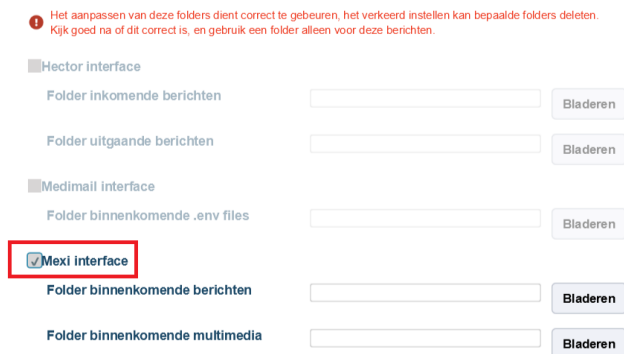 Het aanpassen van deze folders dient correct te gebeuren, het verkeerd instellen kan bepaalde folders deleten.
Kijk goed na of dit correct is, en gebruik een folder alleen voor deze berichten.
Hector interface
Folder inkomende berichten
Bladeren
Folder uitgaande berichten
Bladeren
Medimail interface
Folder binnenkomende .env files
Bladeren
Mexi interface
Folder binnenkomende berichten
Bladeren
Folder binnenkomende multimedia
Bladeren